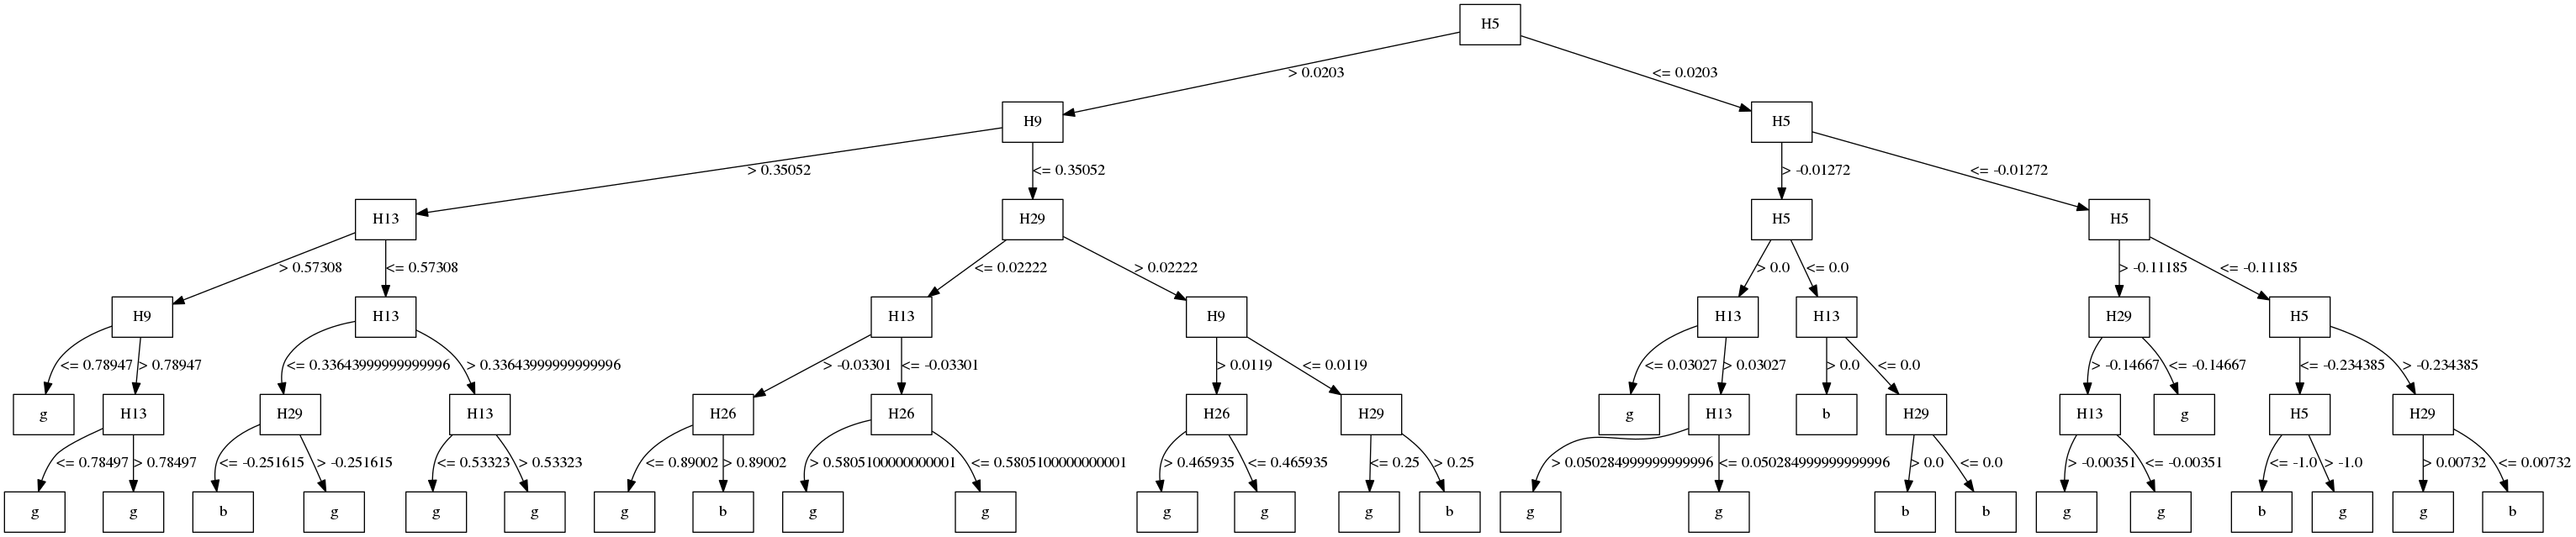 H5
> 0.0203
<= 0.0203
H9
H5
> 0.35052
<= 0.35052
> -0.01272
<= -0.01272
H13
H29
H5
H5
> 0.57308
<= 0.57308
<= 0.02222
> 0.02222
> 0.0
<= 0.0
> -0.11185
<= -0.11185
H9
H13
H13
H9
H13
H13
H29
H5
<= 0.78947
> 0.78947
<= 0.33643999999999996
> 0.33643999999999996
> -0.03301
<= -0.03301
> 0.0119
<= 0.0119
<= 0.03027
> 0.03027
> 0.0
<= 0.0
> -0.14667
<= -0.14667
<= -0.234385
> -0.234385
g
H13
H29
H13
H26
H26
H26
H29
g
H13
b
H29
H13
g
H5
H29
<= 0.78497
> 0.78497
<= -0.251615
> -0.251615
<= 0.53323
> 0.53323
<= 0.89002
> 0.89002
> 0.5805100000000001
<= 0.5805100000000001
> 0.465935
<= 0.465935
<= 0.25
> 0.25
> 0.050284999999999996
<= 0.050284999999999996
> 0.0
<= 0.0
> -0.00351
<= -0.00351
<= -1.0
> -1.0
> 0.00732
<= 0.00732
g
g
b
g
g
g
g
b
g
g
g
g
g
b
g
g
b
b
g
g
b
g
g
b